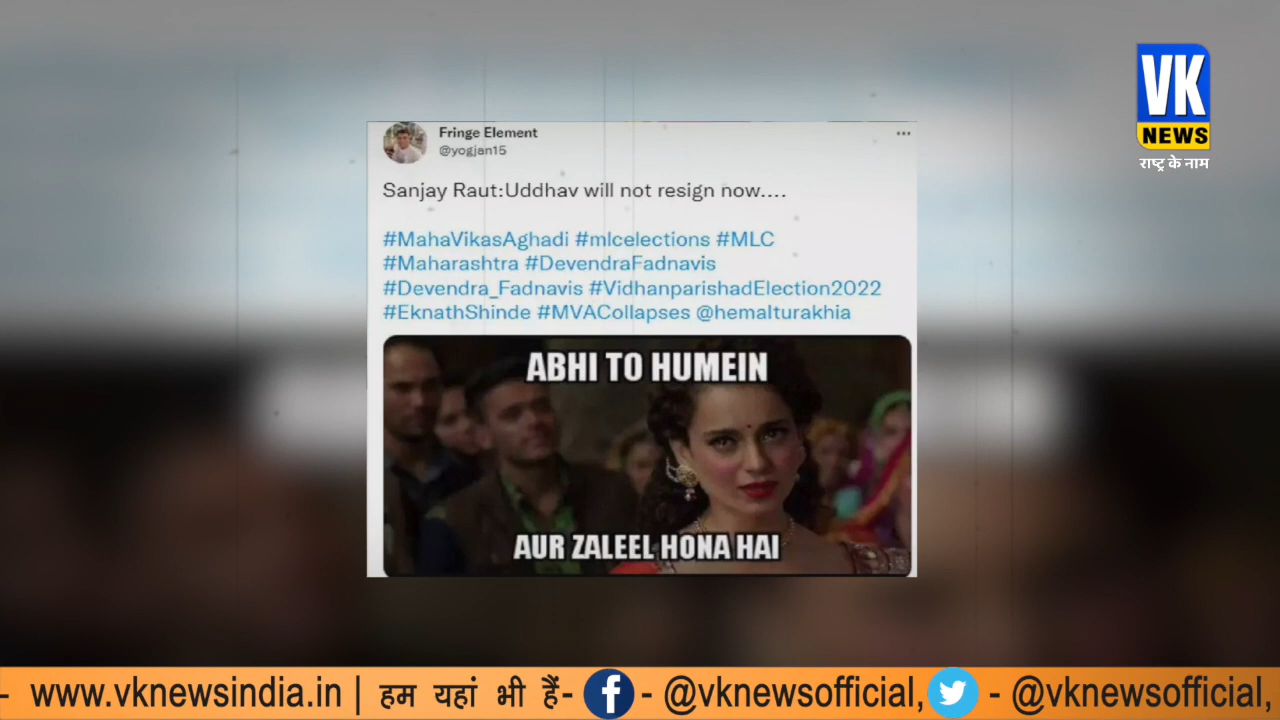 VK
NEWS
राष्ट्र के नाम
Fringe Element
@yogjan15
Sanjay Raut:Uddhav will not resign now....
#MahaVikasAghadi #mlcelections #MLC
#Maharashtra #DevendraFadnavis
#Devendra_Fadnavis #VidhanparishadElection2022
#EknathShinde #MVACollapses @hemalturakhia
ABHI TO HUMEIN
AUR ZALEEL HONA HAI
- www.vknewsindia.in | हम यहां भी हैं- f - @vknewsofficial, - @vknewsofficial,